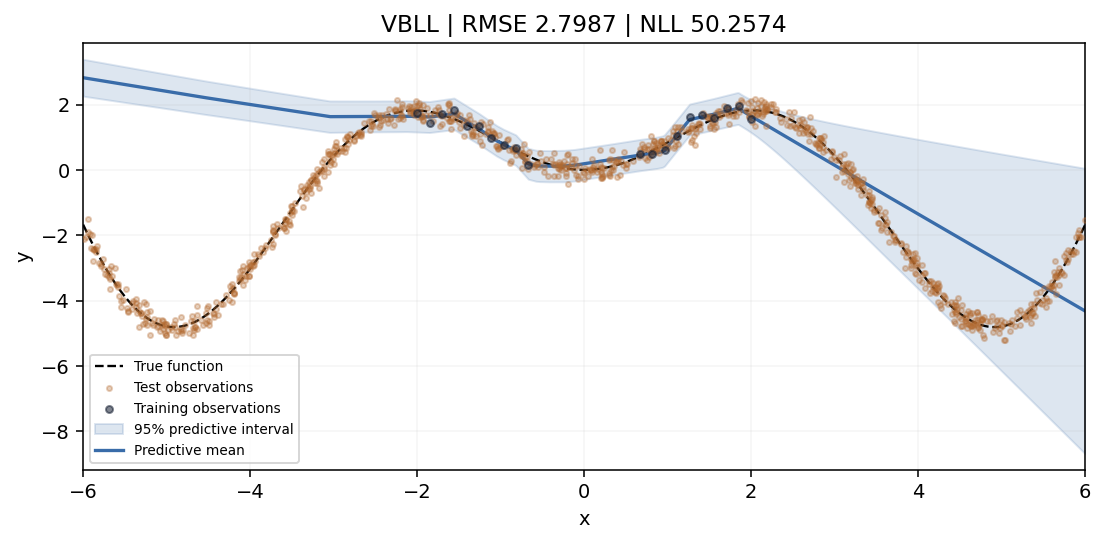 VBLL | RMSE 2.7987 | NLL 50.2574
y
2
0
−2
−4
−6
−8
True function
Test observations
Training observations
95% predictive interval
Predictive mean
−6
−4
−2
0
2
4
6
x